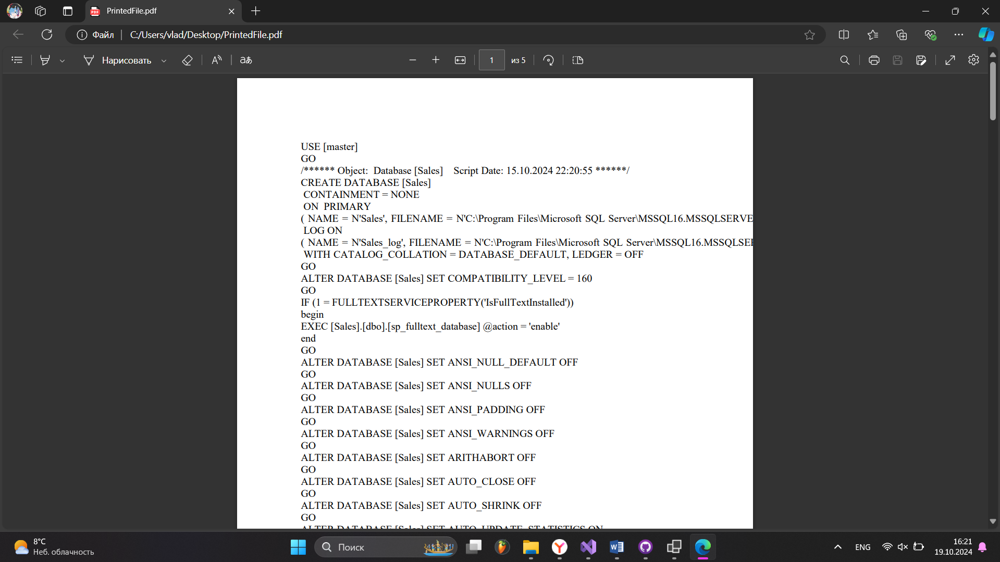 PrintedFile.pdf
Файл
C:/Users/vlad/Desktop/PrintedFile.pdf
Нарисовать
1 из 5
USE [master]
GO
/****** Object:  Database [Sales]    Script Date: 15.10.2024 22:20:55 ******/
CREATE DATABASE [Sales]
CONTAINMENT = NONE
ON  PRIMARY
( NAME = N'Sales', FILENAME = N'C:\Program Files\Microsoft SQL Server\MSSQL16.MSSQLSERVE
LOG ON
( NAME = N'Sales_log', FILENAME = N'C:\Program Files\Microsoft SQL Server\MSSQL16.MSSQLSE
WITH CATALOG_COLLATION = DATABASE_DEFAULT, LEDGER = OFF
GO
ALTER DATABASE [Sales] SET COMPATIBILITY_LEVEL = 160
GO
IF (1 = FULLTEXTSERVICEPROPERTY('IsFullTextInstalled'))
begin
EXEC [Sales].[dbo].[sp_fulltext_database] @action = 'enable'
end
GO
ALTER DATABASE [Sales] SET ANSI_NULL_DEFAULT OFF
GO
ALTER DATABASE [Sales] SET ANSI_NULLS OFF
GO
ALTER DATABASE [Sales] SET ANSI_PADDING OFF
GO
ALTER DATABASE [Sales] SET ANSI_WARNINGS OFF
GO
ALTER DATABASE [Sales] SET ARITHABORT OFF
GO
ALTER DATABASE [Sales] SET AUTO_CLOSE OFF
GO
ALTER DATABASE [Sales] SET AUTO_SHRINK OFF
GO
ALTER DATABASE [Sales] SET AUTO_UPDATE_STATISTICS ON
8°C
Неб. облачность
Поиск
ENG
16:21
19.10.2024